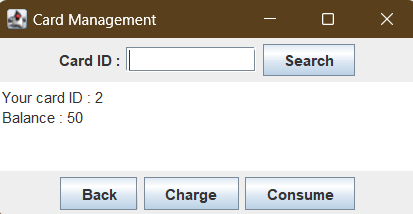 Card Management
Card ID : Search
Your card ID : 2
Balance : 50
Back Charge Consume